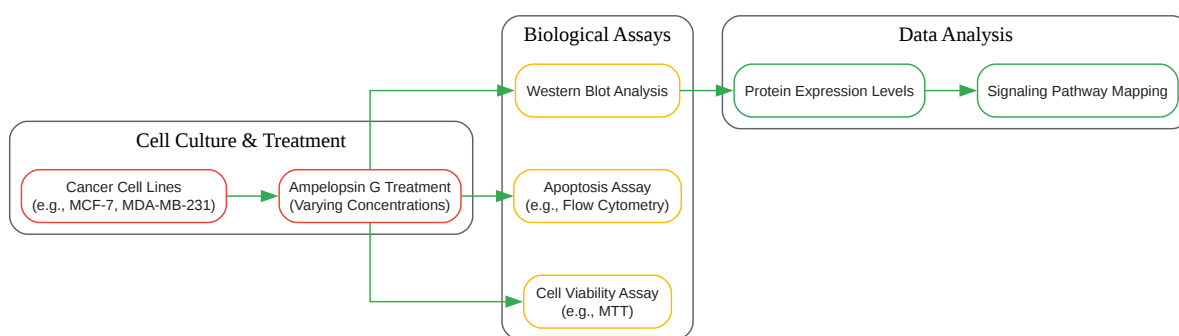 Biological Assays
Data Analysis
Western Blot Analysis
Protein Expression Levels
Signaling Pathway Mapping
Cell Culture & Treatment
Cancer Cell Lines
(e.g., MCF-7, MDA-MB-231)
Ampelopsin G Treatment
(Varying Concentrations)
Apoptosis Assay
(e.g., Flow Cytometry)
Cell Viability Assay
(e.g., MTT)